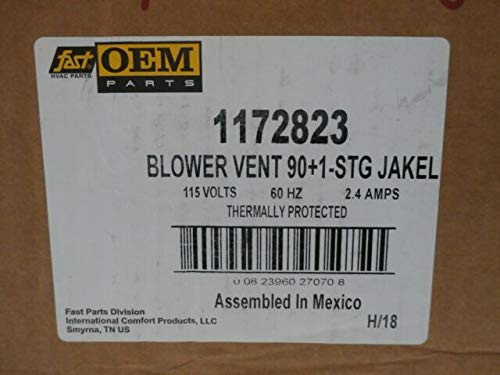 fast
HVAC PARTS
OEM
PARTS
1172823
BLOWER VENT 90+1-STG JAKEL
115 VOLTS 60 HZ 2.4 AMPS
THERMALLY PROTECTED
0 08 23960 27070 8
Assembled In Mexico
Fast Parts Division
International Comfort Products, LLC
Smyrna, TN US
H/18